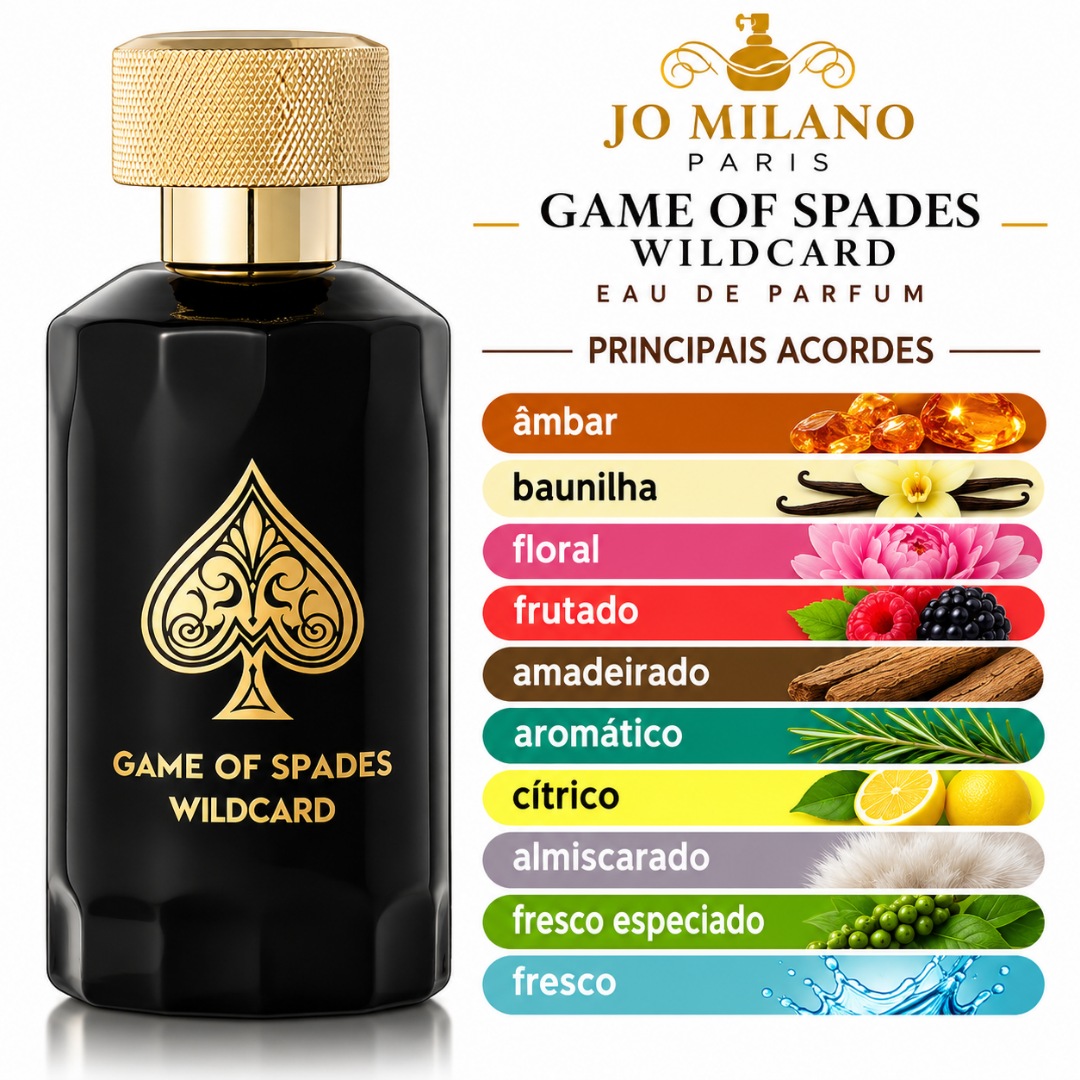 JO MILANO
PARIS
GAME OF SPADES
WILDCARD
EAU DE PARFUM
PRINCIPAIS ACORDES
âmbar
baunilha
floral
frutado
amadeirado
aromático
cítrico
almiscarado
fresco especiado
fresco
GAME OF SPADES
WILDCARD